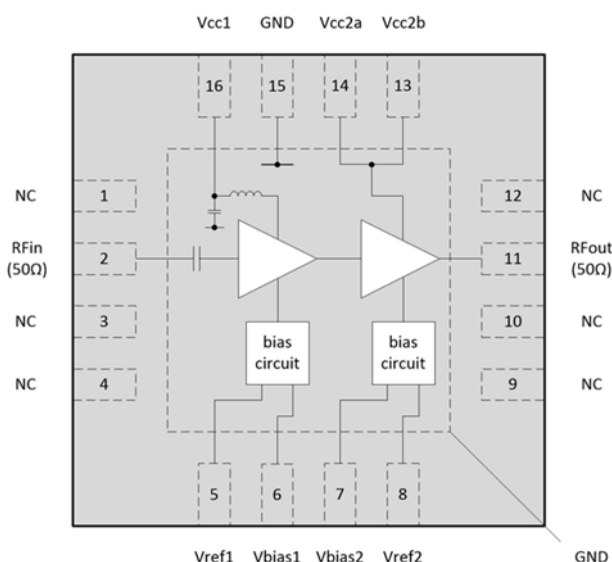 Vcc1 GND Vcc2a Vcc2b
16 15 14 13
NC 1 12 NC
RFin 2 11 RFout
(50Ω) (50Ω)
NC 3 10 NC
bias bias
circuit circuit
NC 4 9 NC
5 6 7 8
Vref1 Vbias1 Vbias2 Vref2 GND